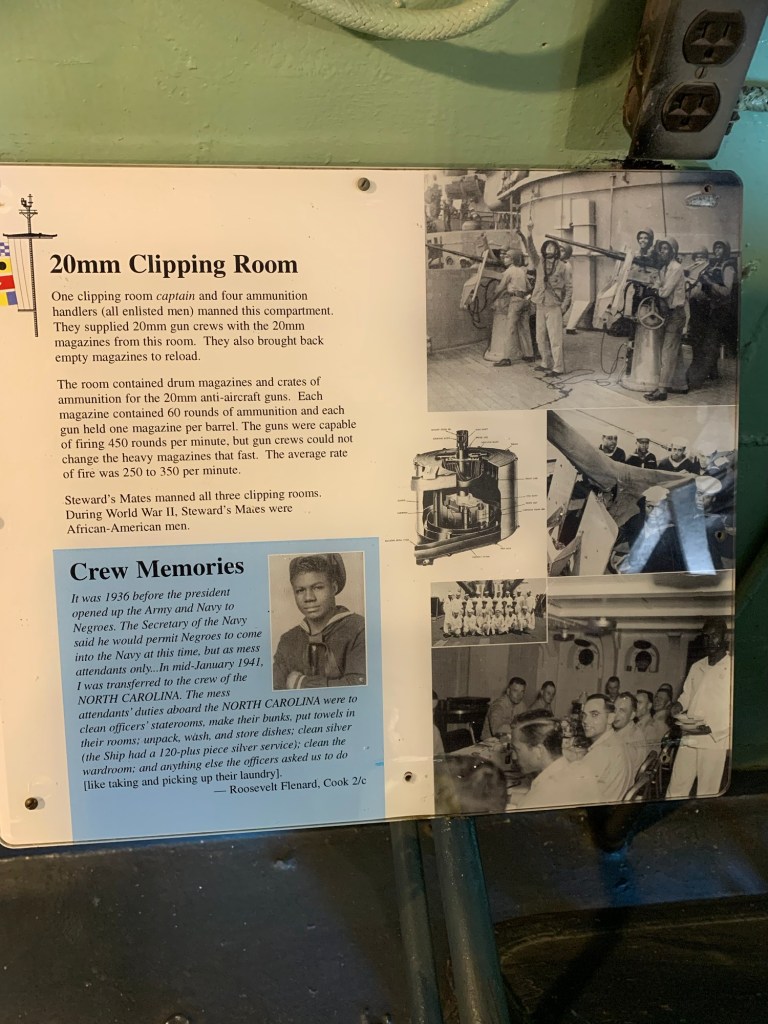 20mm Clipping Room
One clipping room captain and four ammunition
handlers (all enlisted men) manned this compartment.
They supplied 20mm gun crews with the 20mm
magazines from this room. They also brought back
empty magazines to reload.
The room contained drum magazines and crates of
ammunition for the 20mm anti-aircraft guns. Each
magazine contained 60 rounds of ammunition and each
gun held one magazine per barrel. The guns were capable
of firing 450 rounds per minute, but gun crews could not
change the heavy magazines that fast. The average rate
of fire was 250 to 350 per minute.
Steward's Mates manned all three clipping rooms.
During World War II, Steward's Mates were
African-American men.
Crew Memories
It was 1936 before the president
opened up the Army and Navy to
Negroes. The Secretary of the Navy
said he would permit Negroes to come
into the Navy at this time, but as mess
attendants only...In mid-January 1941,
I was transferred to the crew of the
NORTH CAROLINA. The mess
attendants' duties aboard the NORTH CAROLINA were to
clean officers' staterooms, make their bunks, put towels in
their rooms; unpack, wash, and store dishes; clean silver
(the Ship had a 120-plus piece silver service); clean the
wardroom; and anything else the officers asked us to do
[like taking and picking up their laundry].
— Roosevelt Flenard, Cook 2/c